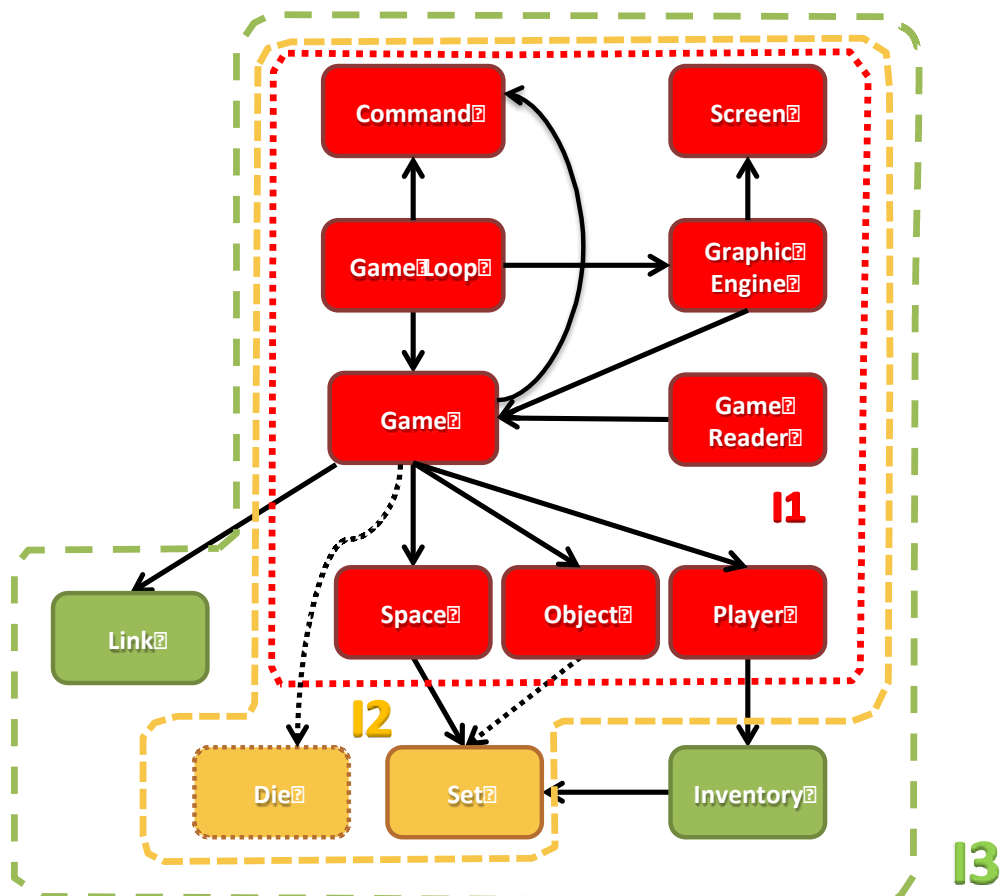 Command⍰
Screen⍰
Game⍰Loop⍰
Graphic⍰
Engine⍰
Game⍰
Game⍰
Reader⍰
I1
Space⍰
Object⍰
Player⍰
Link⍰
I2
Die⍰
Set⍰
Inventory⍰
I3